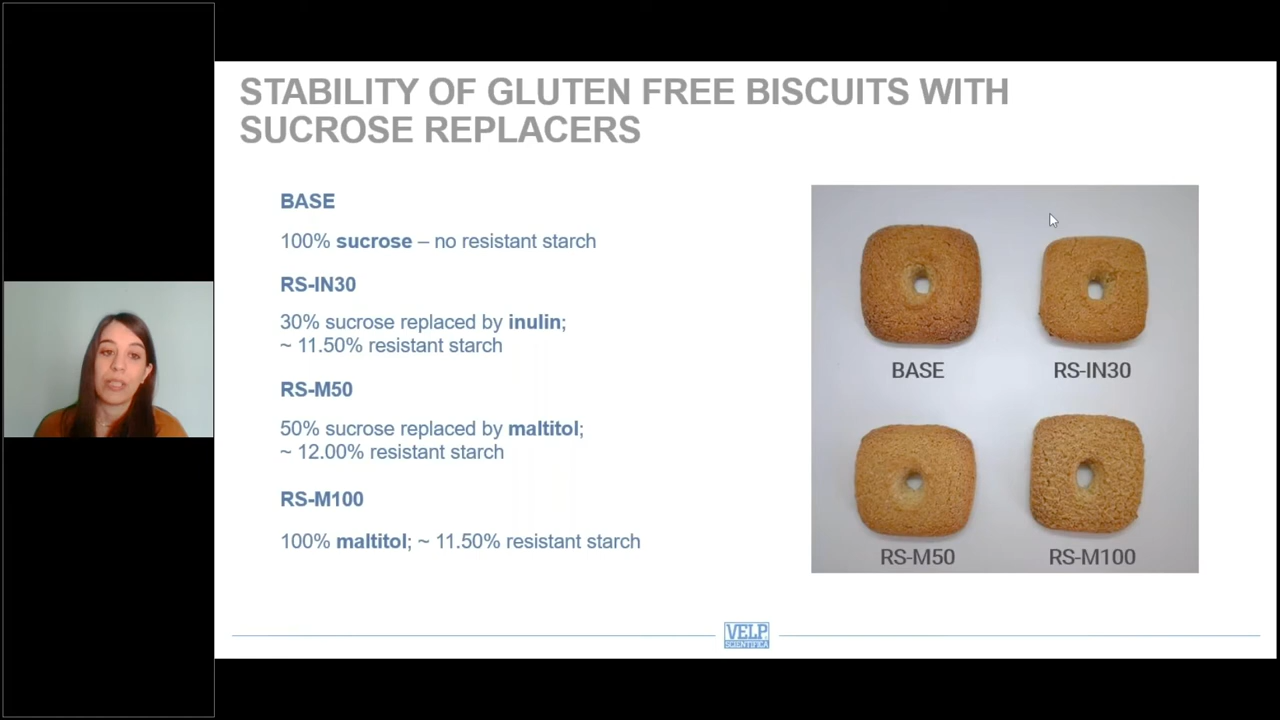 STABILITY OF GLUTEN FREE BISCUITS WITH
SUCROSE REPLACERS
BASE
100% sucrose – no resistant starch
RS-IN30
30% sucrose replaced by inulin;
~ 11.50% resistant starch
RS-M50
50% sucrose replaced by maltitol;
~ 12.00% resistant starch
RS-M100
100% maltitol; ~ 11.50% resistant starch
BASE
RS-IN30
RS-M50
RS-M100
VELP
SCIENTIFICA